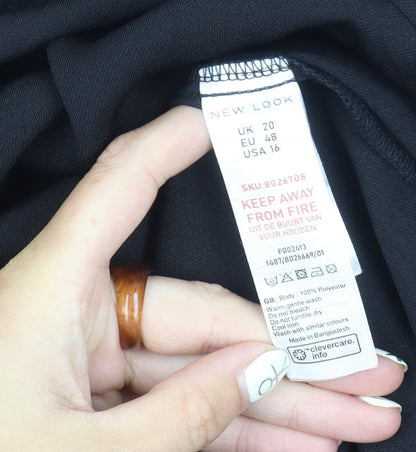 NEW LOOK
UK 20
EU 48
USA 16
SKU:8026708
KEEP AWAY
FROM FIRE
UIT DE BUURT VAN
VUUR HOUDEN
F002413
1487/8026669/01
GB: Body: 100% Polyester
Warm gentle wash
Do not bleach
Do not tumble dry
Cool iron
Wash with similar colours
Made in Bangladesh
clevercare.
info